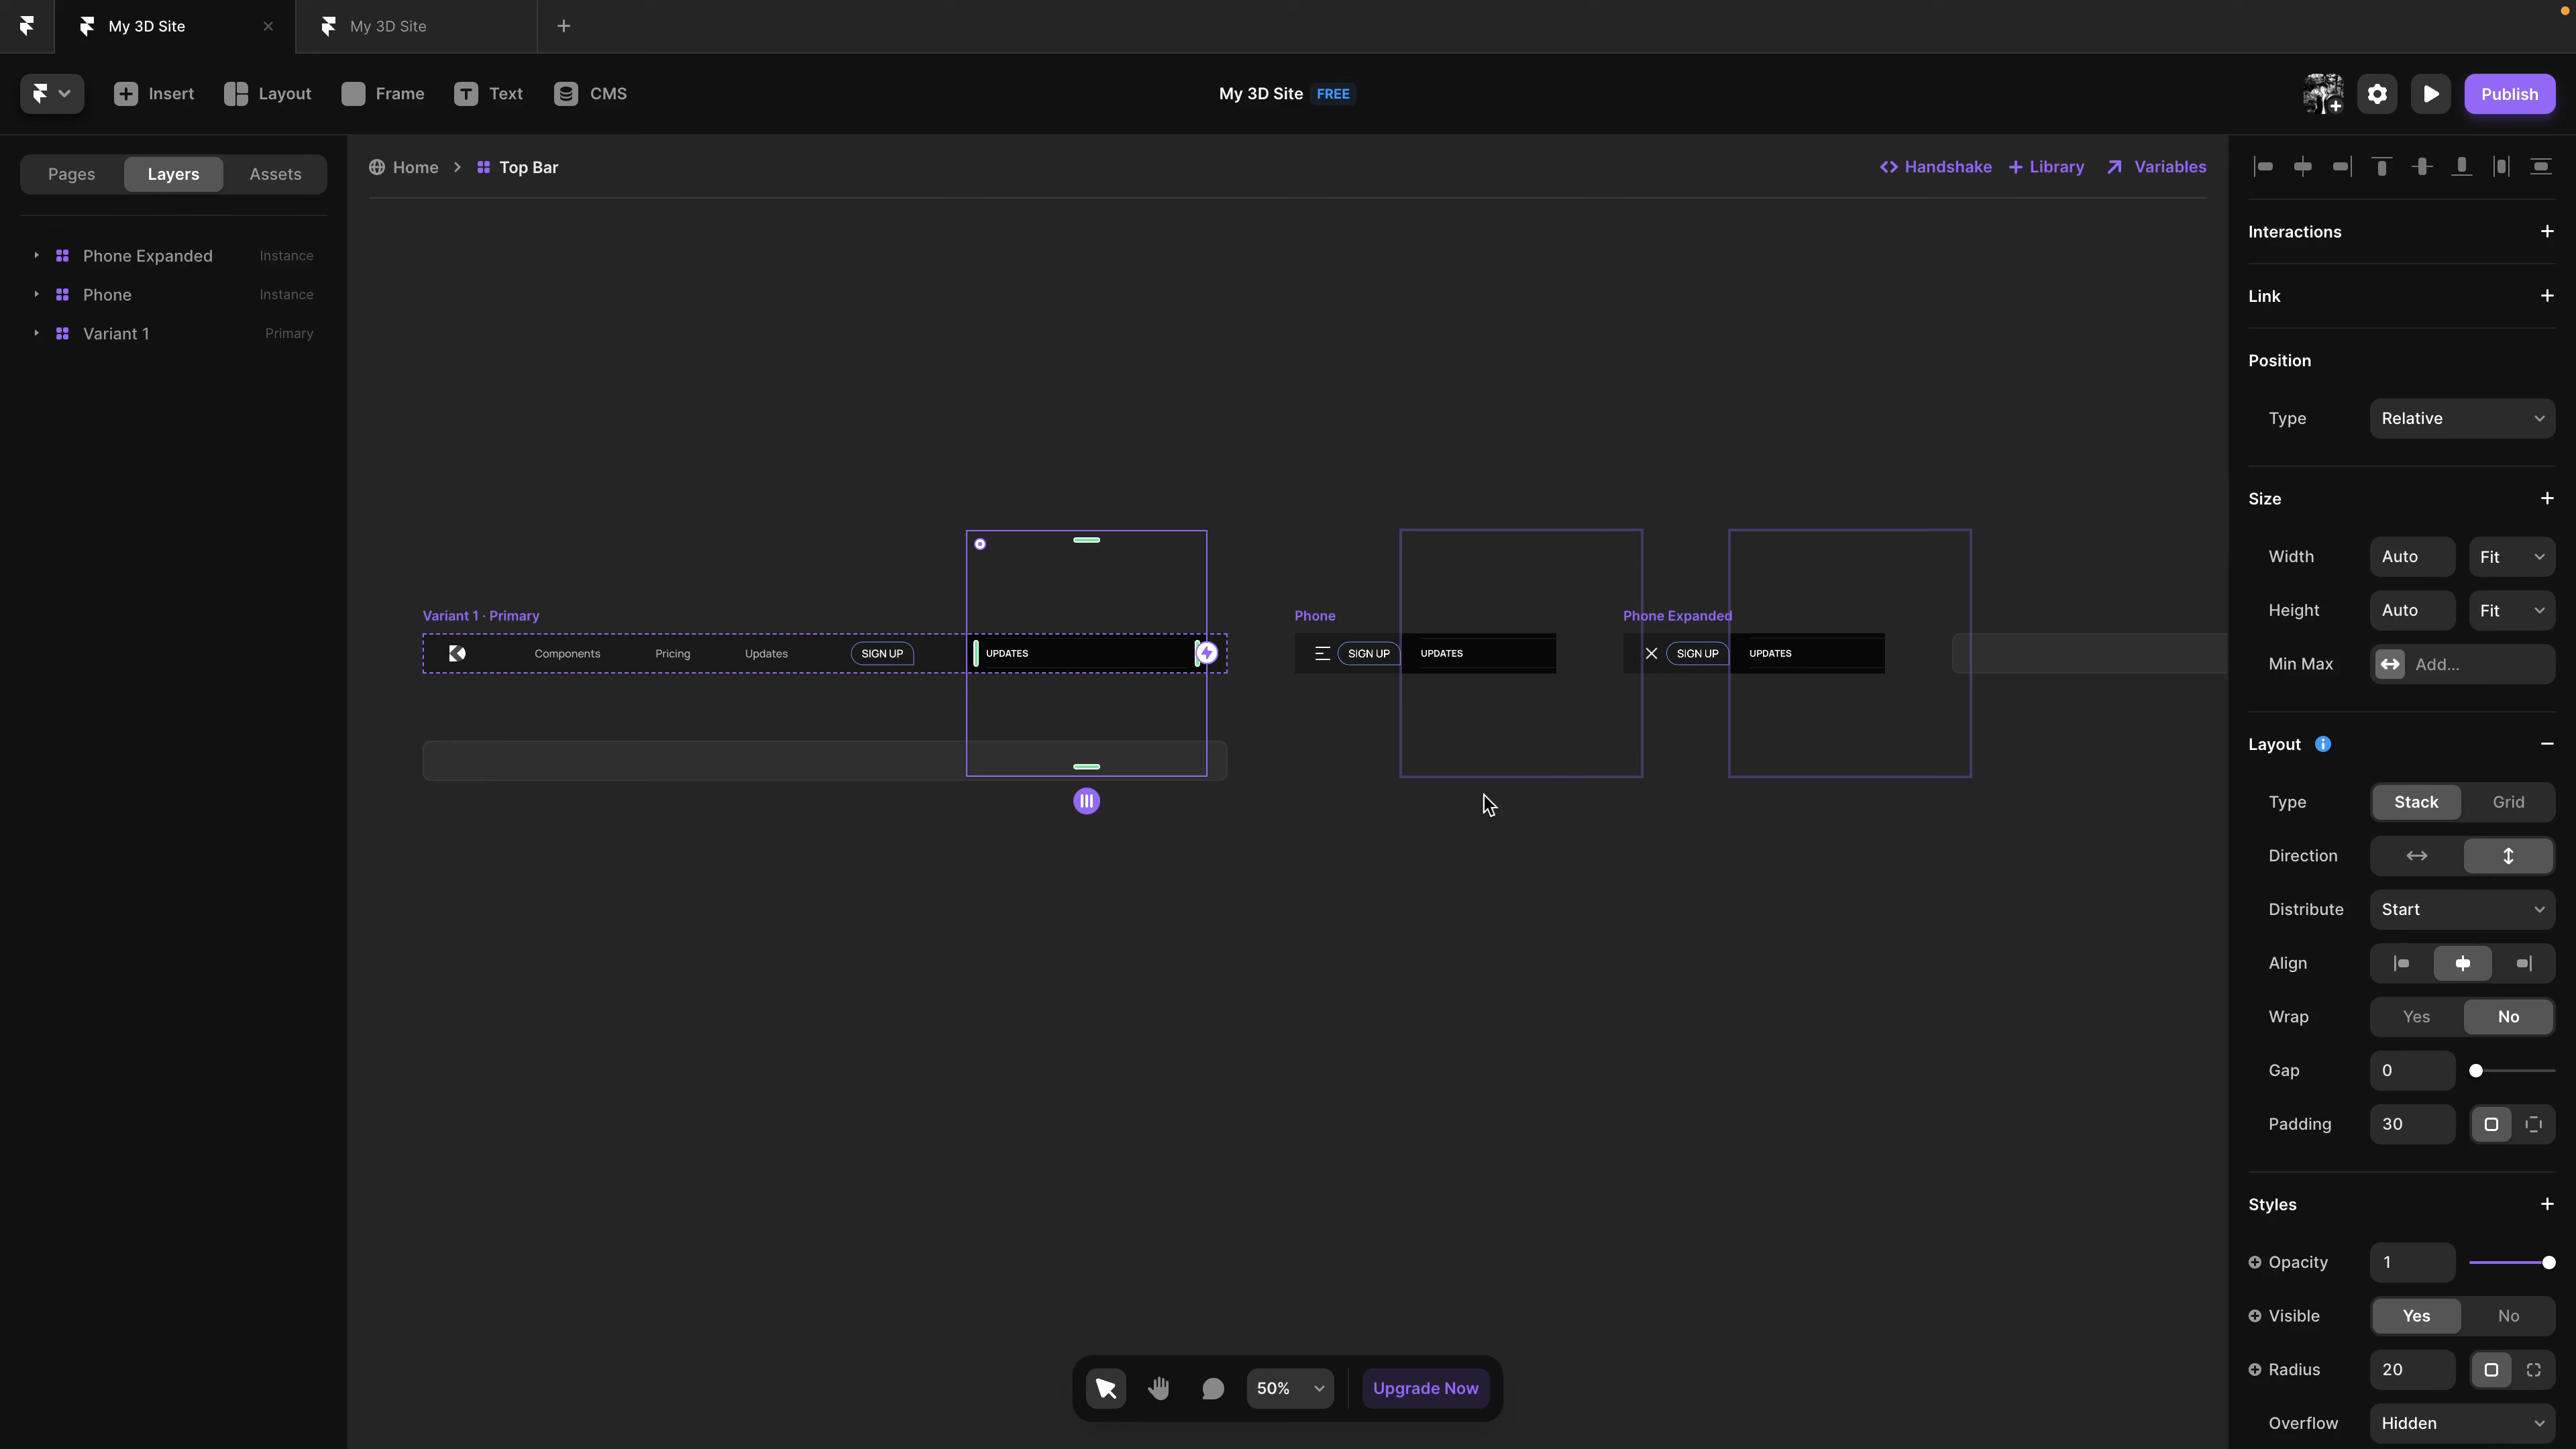 My 3D Site
My 3D Site
Insert
Layout
Frame
Text
CMS
My 3D Site FREE
Publish
Pages
Layers
Assets
Phone Expanded Instance
Phone Instance
Variant 1 Primary
Home
Top Bar
Handshake
Library
Variables
Variant 1 · Primary
Components
Pricing
Updates
SIGN UP
UPDATES
Phone
SIGN UP
UPDATES
Phone Expanded
SIGN UP
UPDATES
50%
Upgrade Now
Interactions
Link
Position
Type Relative
Size
Width Auto Fit
Height Auto Fit
Min Max Add...
Layout
Type Stack Grid
Direction
Distribute Start
Align
Wrap Yes No
Gap 0
Padding 30
Styles
Opacity 1
Visible Yes No
Radius 20
Overflow Hidden